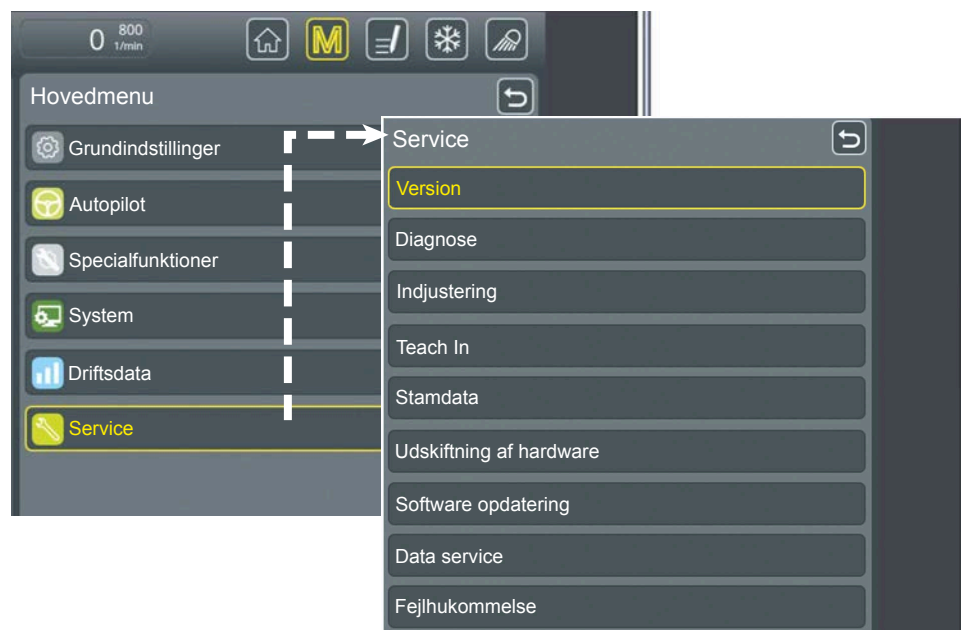 0 800
1/min
M
Hovedmenu
Grundindstillinger
Autopilot
Specialfunktioner
System
Driftsdata
Service
Service
Version
Diagnose
Indjustering
Teach In
Stamdata
Udskiftning af hardware
Software opdatering
Data service
Fejlhukommelse